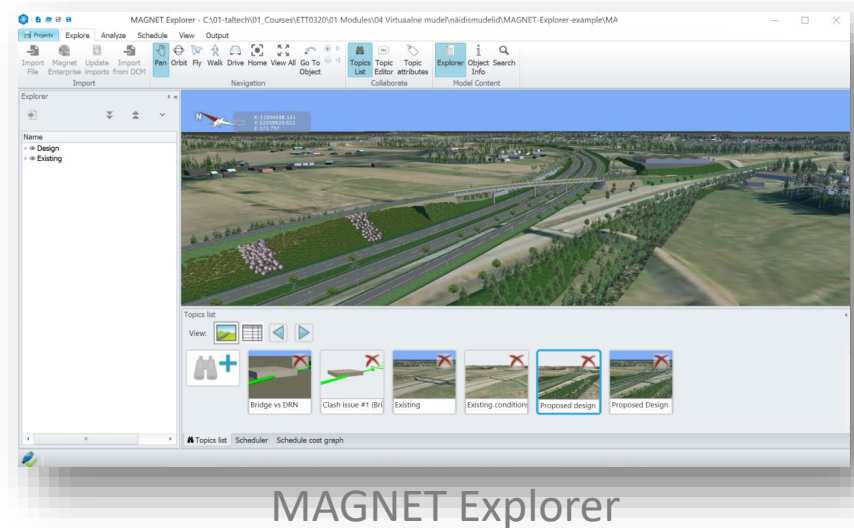 MAGNET Explorer - C:\01-taltech\01_Courses\ETT0320\01 Modules\04 Virtuaalne mudel\näidismudelid\MAGNET-Explorer-example\MA
Projects Explore Analyze Schedule View Output
Import File Magnet Enterprise Update imports Import from DCM Pan Orbit Fly Walk Drive Home View All Go To Object Topics List Topic Editor Topic attributes Explorer Object Info Search
Import Navigation Collaborate Model Content
Explorer
N
Name
Design
Existing
Topics list
View:
Bridge vs DRN Clash issue #1 (Bri Existing Existing conditions Proposed design Proposed Design
Topics list Scheduler Schedule cost graph
MAGNET Explorer